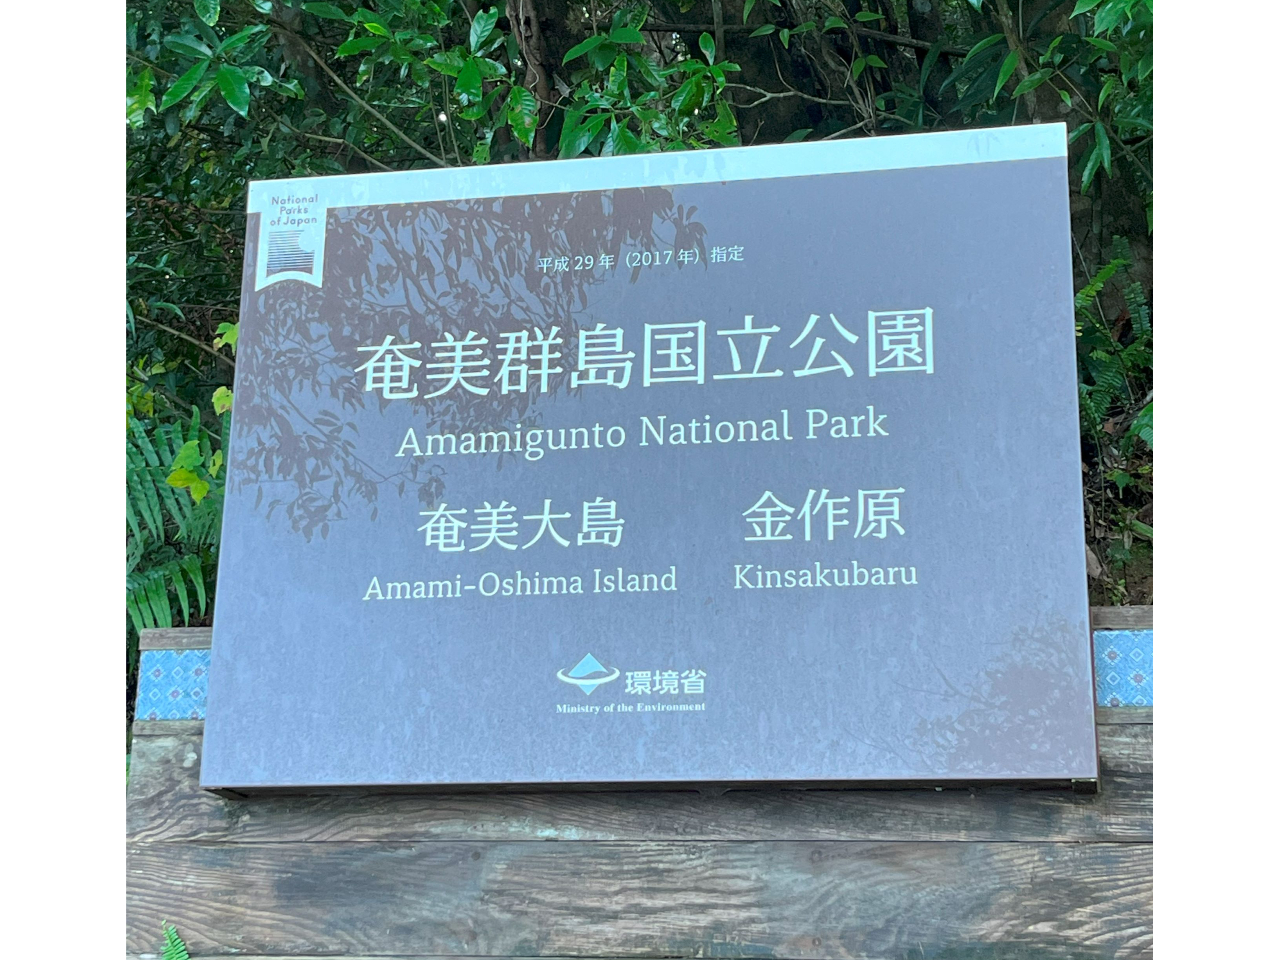 National
Parks
of Japan
平成29年（2017年）指定
奄美群島国立公園
Amamigunto National Park
奄美大島 金作原
Amami-Oshima Island Kinsakubaru
環境省
Ministry of the Environment